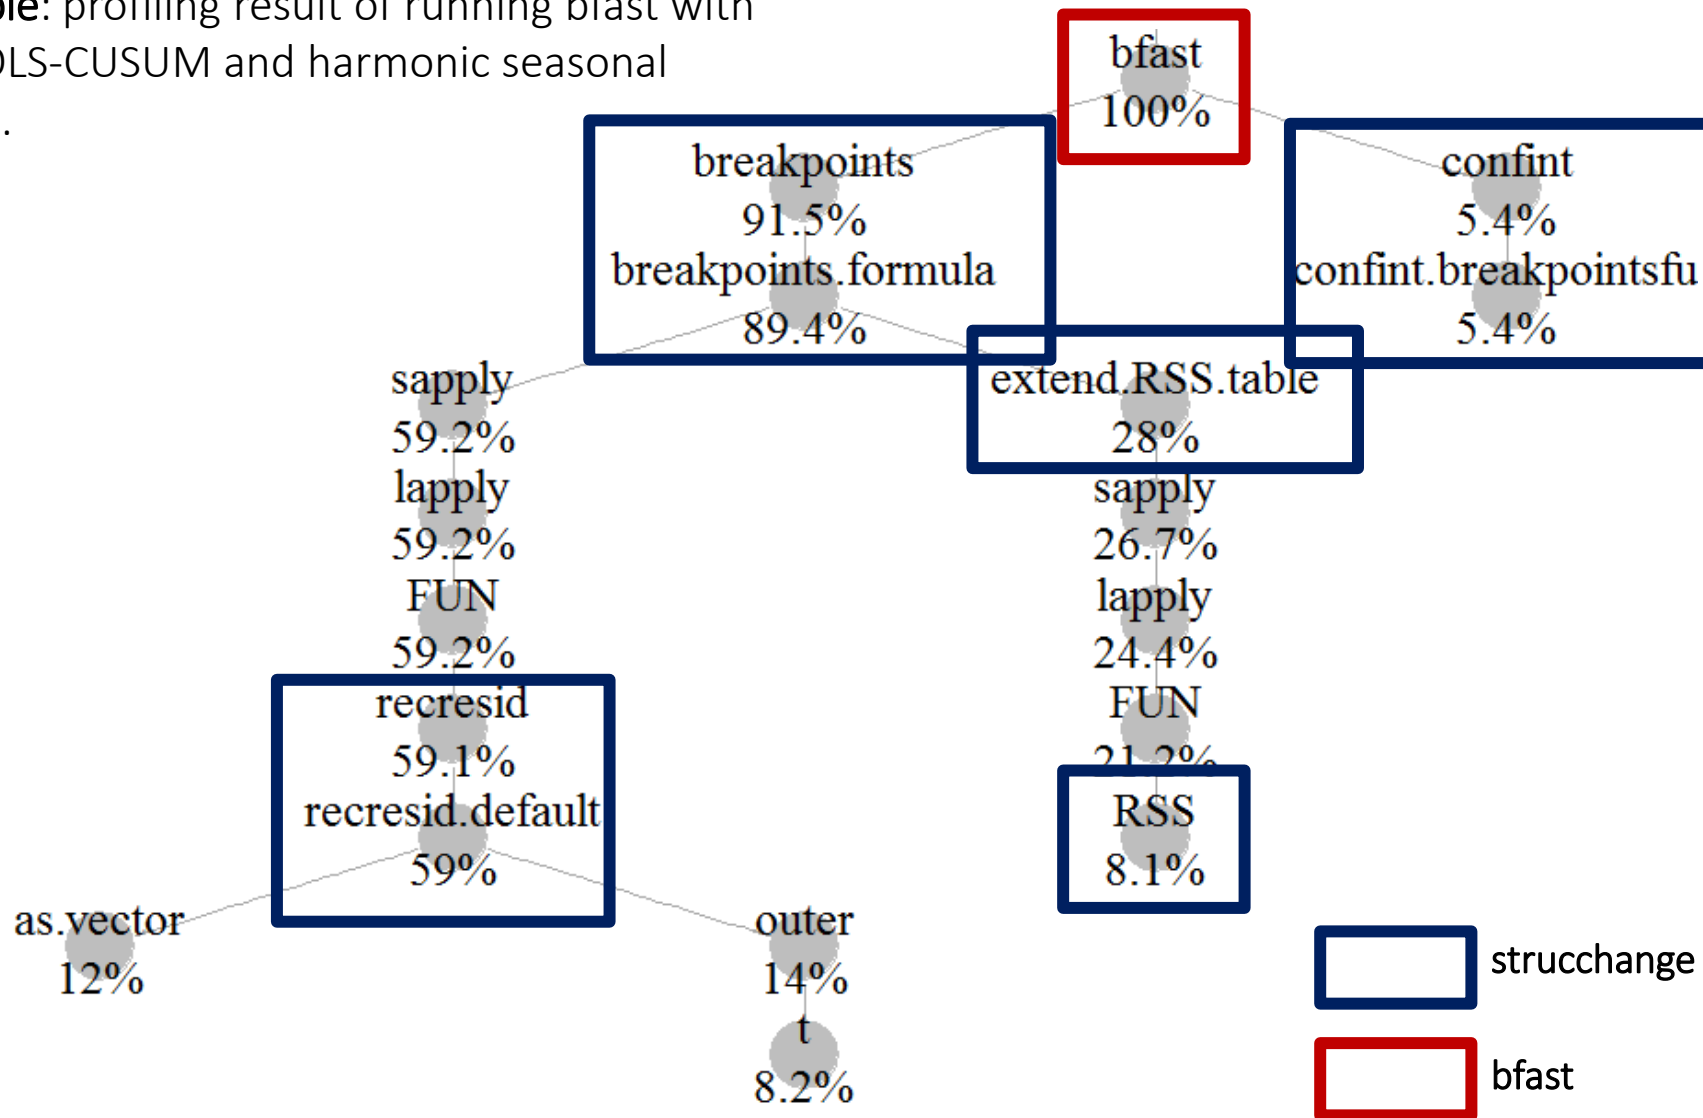 profiling result of running bfast with
OLS-CUSUM and harmonic seasonal
.
bfast
100%
breakpoints
91.5%
confint
5.4%
breakpoints.formula
89.4%
confint.breakpointsfu
5.4%
sapply
59.2%
extend.RSS.table
28%
lapply
59.2%
sapply
26.7%
FUN
59.2%
lapply
24.4%
recresid
59.1%
FUN
21.2%
recresid.default
59%
RSS
8.1%
as.vector
12%
outer
14%
t
8.2%
strucchange
bfast